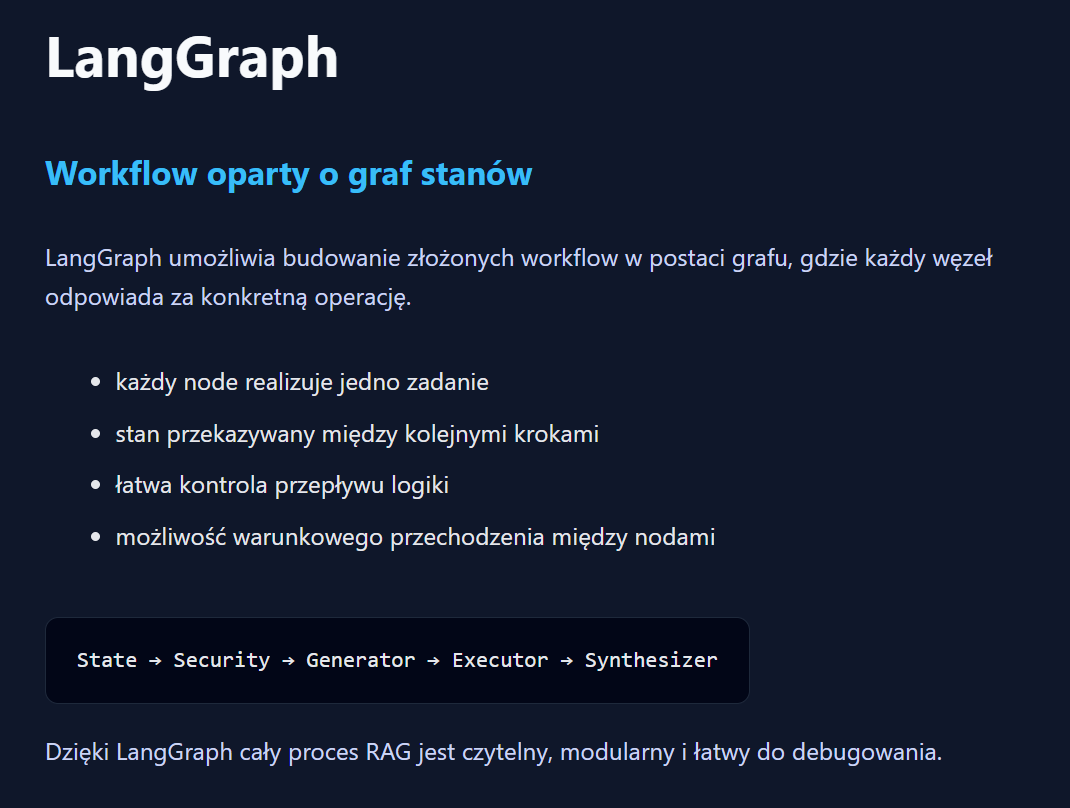 LangGraph
Workflow oparty o graf stanów
LangGraph umożliwia budowanie złożonych workflow w postaci grafu, gdzie każdy węzeł
odpowiada za konkretną operację.
• każdy node realizuje jedno zadanie
• stan przekazywany między kolejnymi krokami
• łatwa kontrola przepływu logiki
• możliwość warunkowego przechodzenia między nodami
State → Security → Generator → Executor → Synthesizer
Dzięki LangGraph cały proces RAG jest czytelny, modularny i łatwy do debugowania.